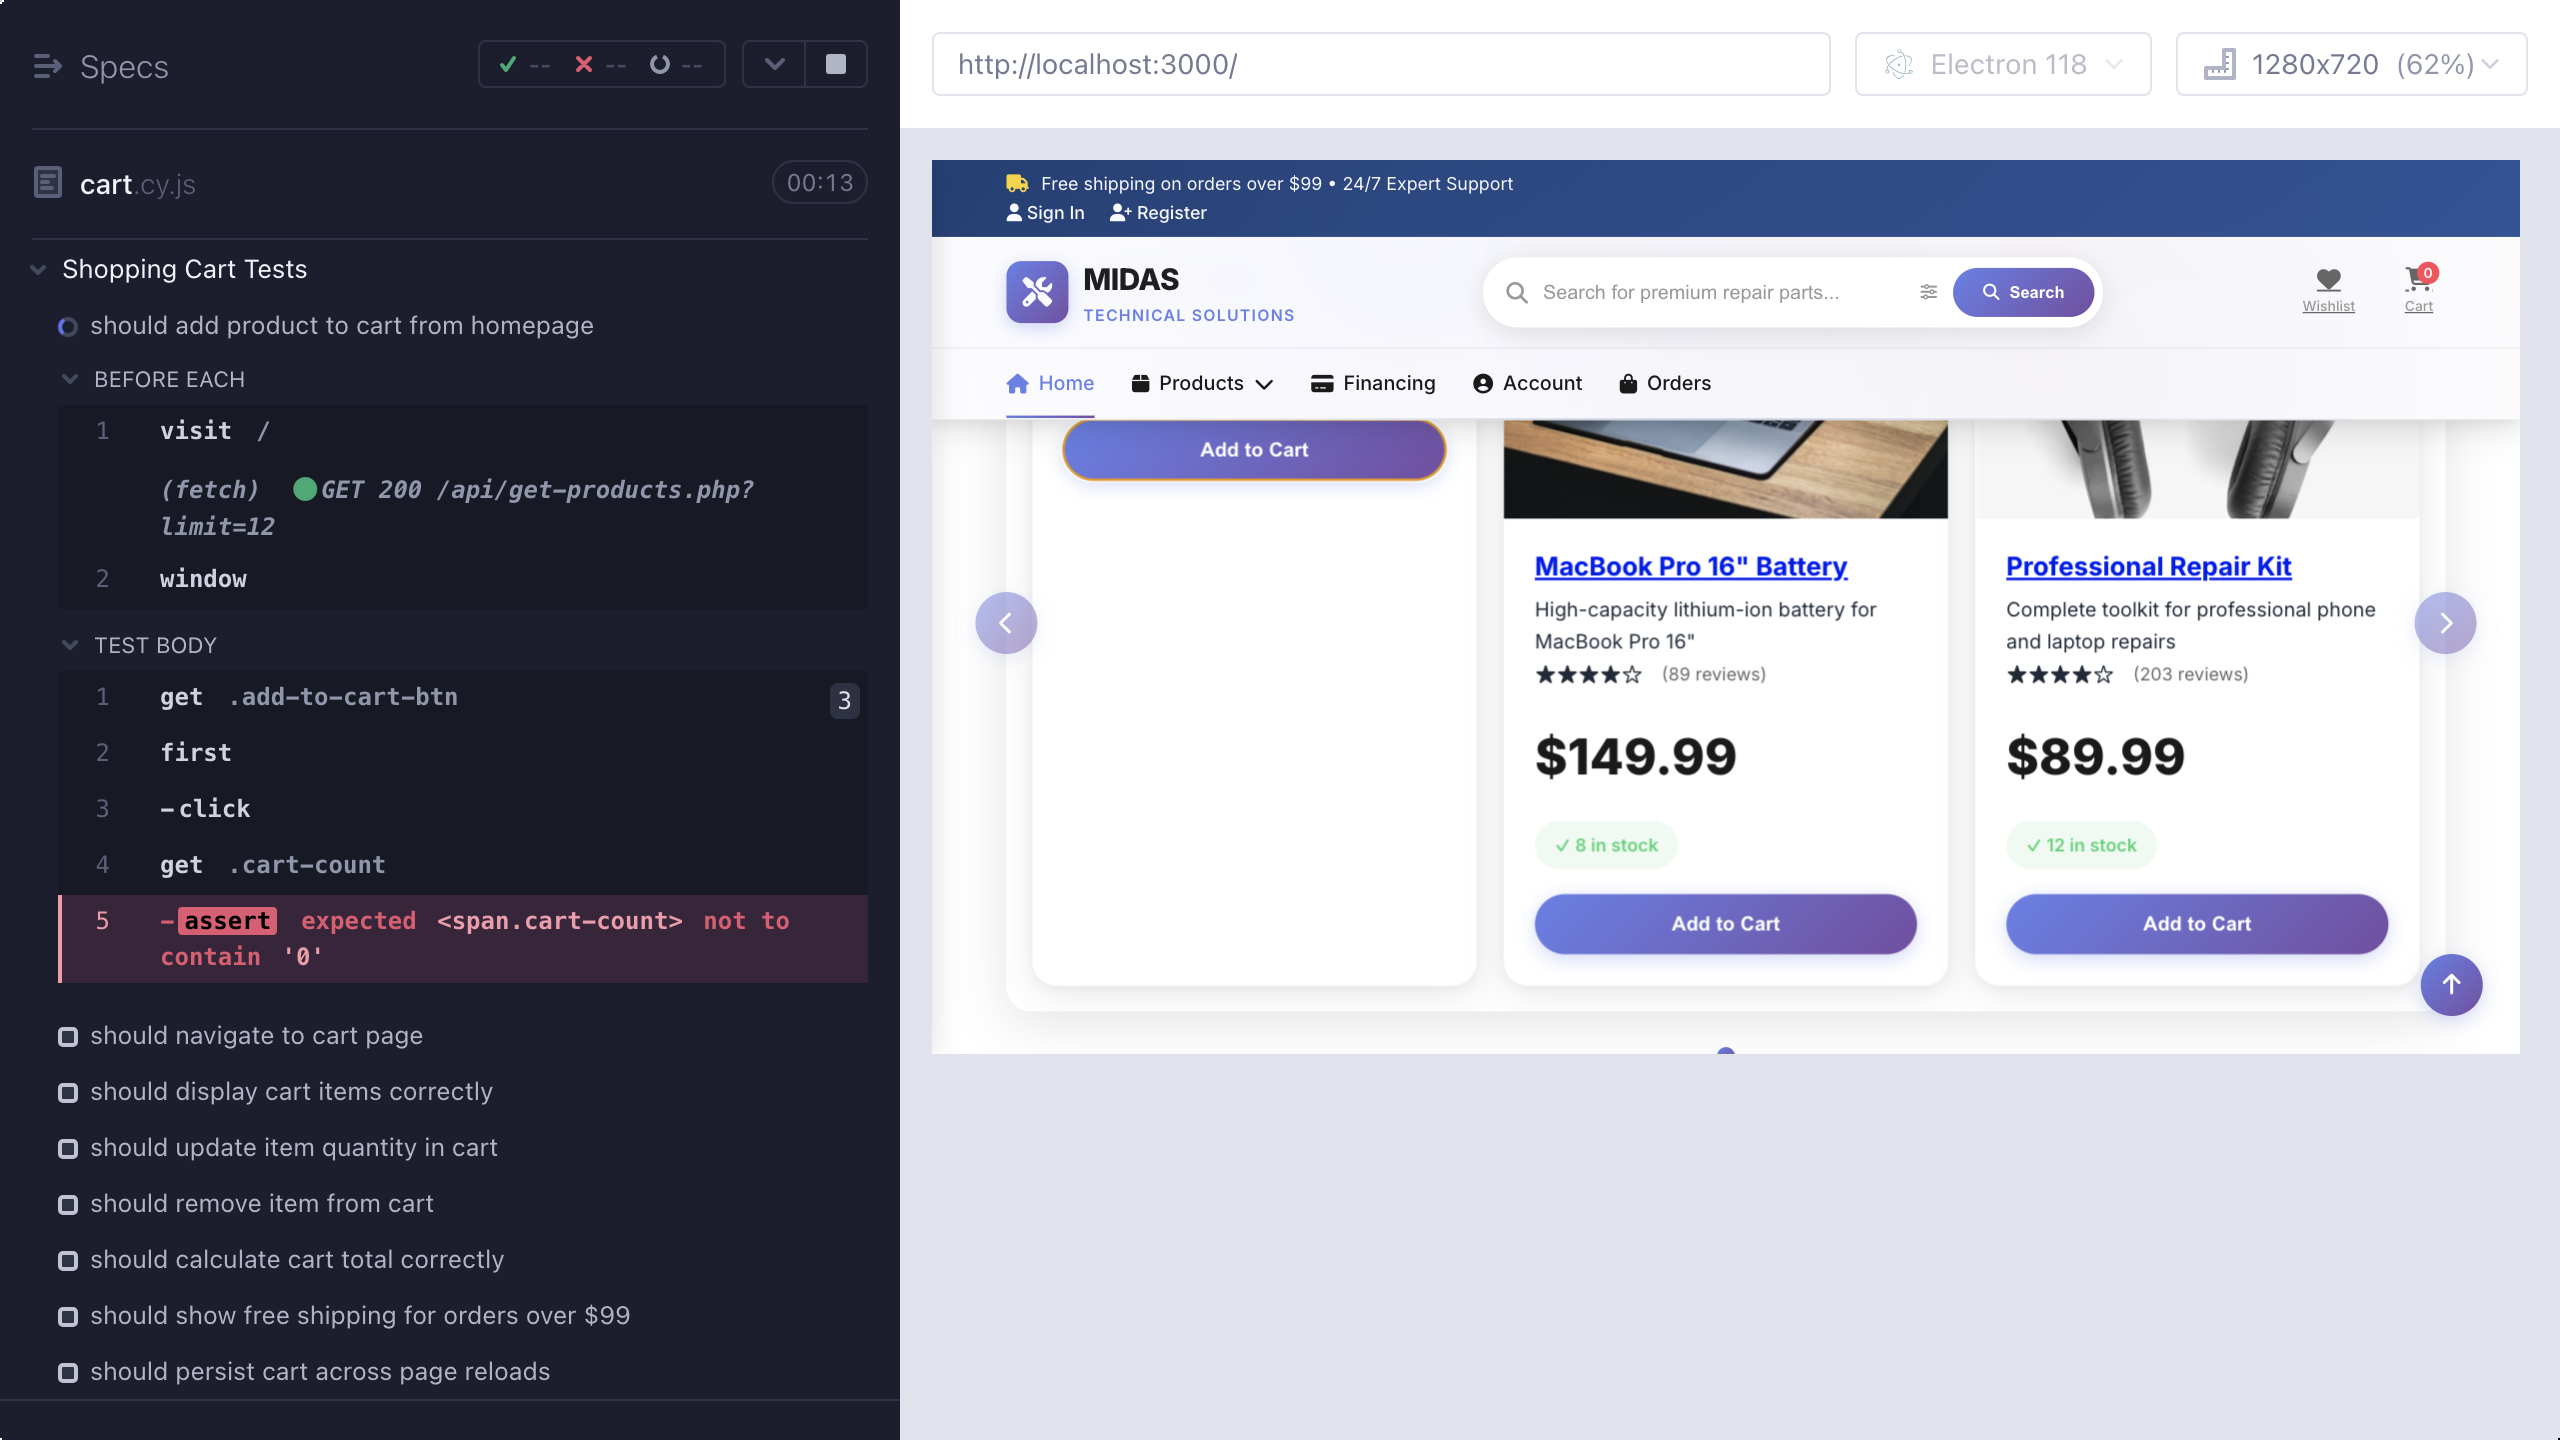 Specs
-- -- --
cart.cy.js
00:13
Shopping Cart Tests
should add product to cart from homepage
BEFORE EACH
1 visit /
(fetch) GET 200 /api/get-products.php?
limit=12
2 window
TEST BODY
1 get .add-to-cart-btn 3
2 first
3 -click
4 get .cart-count
5 -assert expected <span.cart-count> not to
contain '0'
should navigate to cart page
should display cart items correctly
should update item quantity in cart
should remove item from cart
should calculate cart total correctly
should show free shipping for orders over $99
should persist cart across page reloads
http://localhost:3000/
Electron 118
1280x720 (62%)
Free shipping on orders over $99 • 24/7 Expert Support
Sign In Register
MIDAS
TECHNICAL SOLUTIONS
Search for premium repair parts...
Search
Wishlist
0
Cart
Home Products Financing Account Orders
Add to Cart
MacBook Pro 16" Battery
High-capacity lithium-ion battery for
MacBook Pro 16"
★★★★☆ (89 reviews)
$149.99
✓ 8 in stock
Add to Cart
Professional Repair Kit
Complete toolkit for professional phone
and laptop repairs
★★★★☆ (203 reviews)
$89.99
✓ 12 in stock
Add to Cart